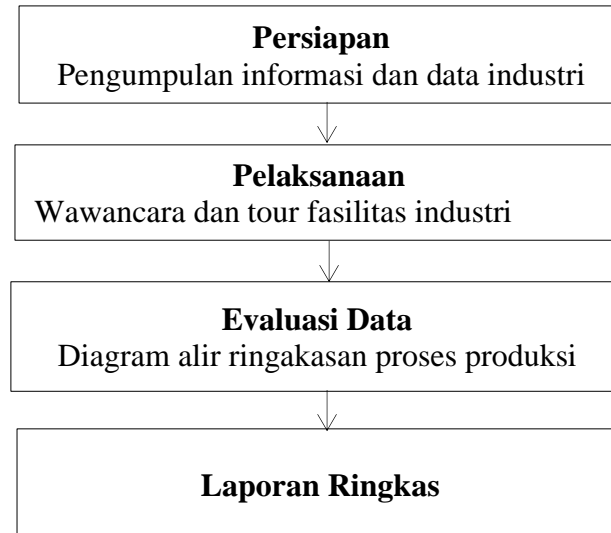 Persiapan
Pengumpulan informasi dan data industri
Pelaksanaan
Wawancara dan tour fasilitas industri
Evaluasi Data
Diagram alir ringakasan proses produksi
Laporan Ringkas